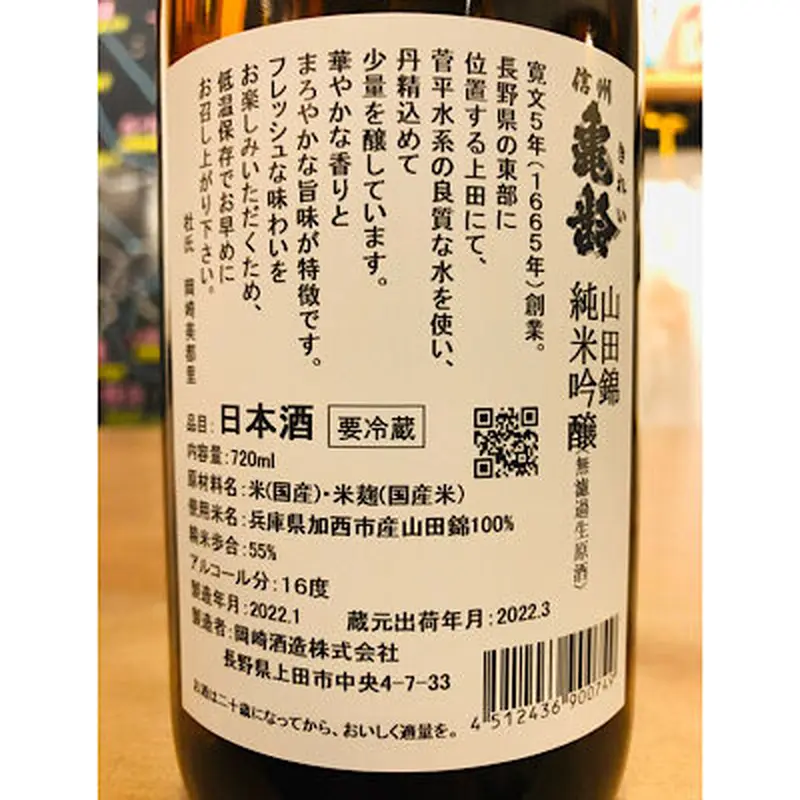 信州
亀齢
きれい
山田錦
純米吟醸
(無濾過生原酒)
寛文5年(1665年)創業。
長野県の東部に
位置する上田にて、
菅平水系の良質な水を使い、
丹精込めて
少量を醸しています。
華やかな香りと
まろやかな旨味が特徴です。
フレッシュな味わいを
お楽しみいただくため、
低温保存でお早めに
お召し上がり下さい。
杜氏 岡崎美都里
品目:日本酒 要冷蔵
内容量:720ml
原材料名:米(国産)・米麹(国産米)
使用米名:兵庫県加西市産山田錦100%
精米歩合:55%
アルコール分:16度
製造年月:2022.1 蔵元出荷年月:2022.3
製造者:岡崎酒造株式会社
長野県上田市中央4-7-33
お酒は二十歳になってから、おいしく適量を。
4 512436 900749